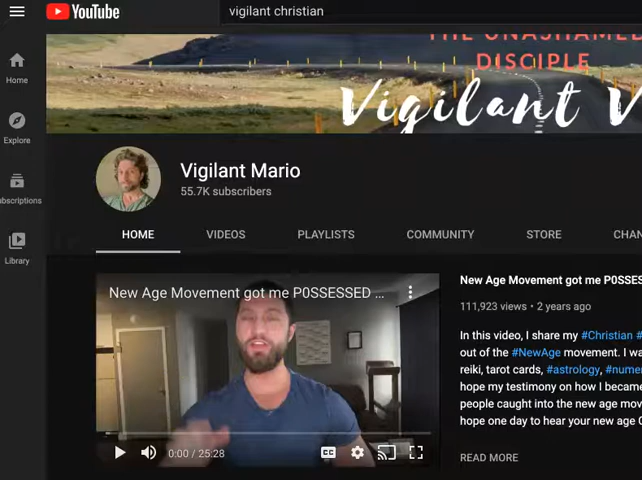 YouTube
vigilant christian
THE UNASHAMED
DISCIPLE
Vigilant V
Home
Explore
ubscriptions
Library
Vigilant Mario
55.7K subscribers
HOME VIDEOS PLAYLISTS COMMUNITY STORE CHAN
New Age Movement got me P0SSESSED ...
0:00 / 25:28
CC
New Age Movement got me P0SSESSED
111,923 views • 2 years ago
In this video, I share my #Christian #
out of the #NewAge movement. I wa
reiki, tarot cards, #astrology, #nume
hope my testimony on how I became
people caught into the new age mov
hope one day to hear your new age C
READ MORE